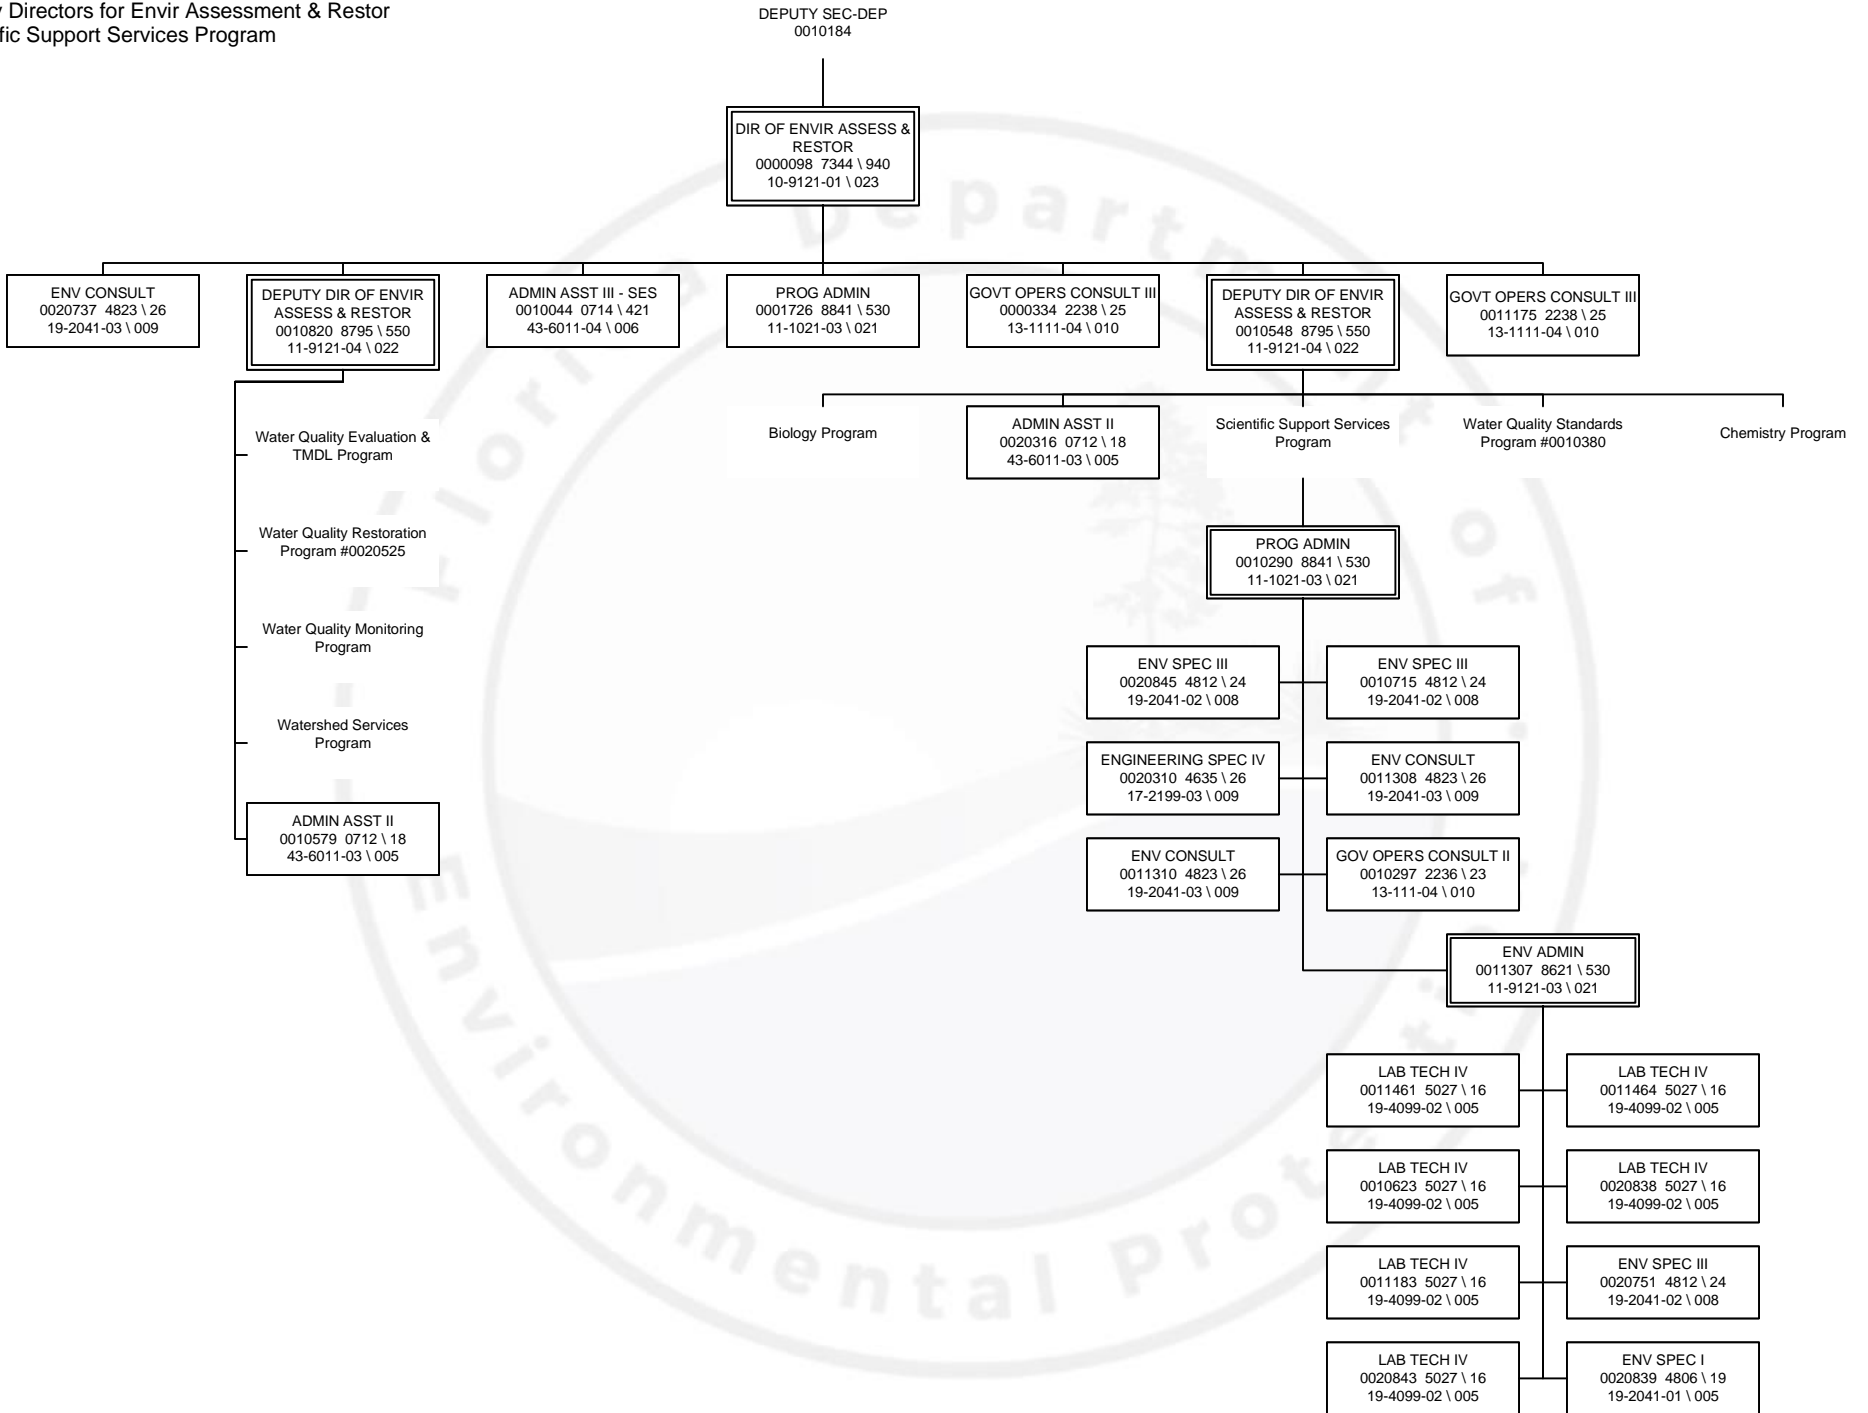 Directors for Envir Assessment & Restor
Support Services Program
DEPUTY SEC-DEP
0010184
DIR OF ENVIR ASSESS &
RESTOR
0000098 7344 \ 940
10-9121-01 \ 023
ENV CONSULT
0020737 4823 \ 26
19-2041-03 \ 009
DEPUTY DIR OF ENVIR
ASSESS & RESTOR
0010820 8795 \ 550
11-9121-04 \ 022
ADMIN ASST III - SES
0010044 0714 \ 421
43-6011-04 \ 006
PROG ADMIN
0001726 8841 \ 530
11-1021-03 \ 021
GOVT OPERS CONSULT III
0000334 2238 \ 25
13-1111-04 \ 010
DEPUTY DIR OF ENVIR
ASSESS & RESTOR
0010548 8795 \ 550
11-9121-04 \ 022
GOVT OPERS CONSULT III
0011175 2238 \ 25
13-1111-04 \ 010
Water Quality Evaluation &
TMDL Program
Water Quality Restoration
Program #0020525
Water Quality Monitoring
Program
Watershed Services
Program
ADMIN ASST II
0010579 0712 \ 18
43-6011-03 \ 005
Biology Program
ADMIN ASST II
0020316 0712 \ 18
43-6011-03 \ 005
Scientific Support Services
Program
Water Quality Standards
Program #0010380
Chemistry Program
PROG ADMIN
0010290 8841 \ 530
11-1021-03 \ 021
ENV SPEC III
0020845 4812 \ 24
19-2041-02 \ 008
ENV SPEC III
0010715 4812 \ 24
19-2041-02 \ 008
ENGINEERING SPEC IV
0020310 4635 \ 26
17-2199-03 \ 009
ENV CONSULT
0011308 4823 \ 26
19-2041-03 \ 009
ENV CONSULT
0011310 4823 \ 26
19-2041-03 \ 009
GOV OPERS CONSULT II
0010297 2236 \ 23
13-111-04 \ 010
ENV ADMIN
0011307 8621 \ 530
11-9121-03 \ 021
LAB TECH IV
0011461 5027 \ 16
19-4099-02 \ 005
LAB TECH IV
0011464 5027 \ 16
19-4099-02 \ 005
LAB TECH IV
0010623 5027 \ 16
19-4099-02 \ 005
LAB TECH IV
0020838 5027 \ 16
19-4099-02 \ 005
LAB TECH IV
0011183 5027 \ 16
19-4099-02 \ 005
ENV SPEC III
0020751 4812 \ 24
19-2041-02 \ 008
LAB TECH IV
0020843 5027 \ 16
19-4099-02 \ 005
ENV SPEC I
0020839 4806 \ 19
19-2041-01 \ 005
Department of
Environmental